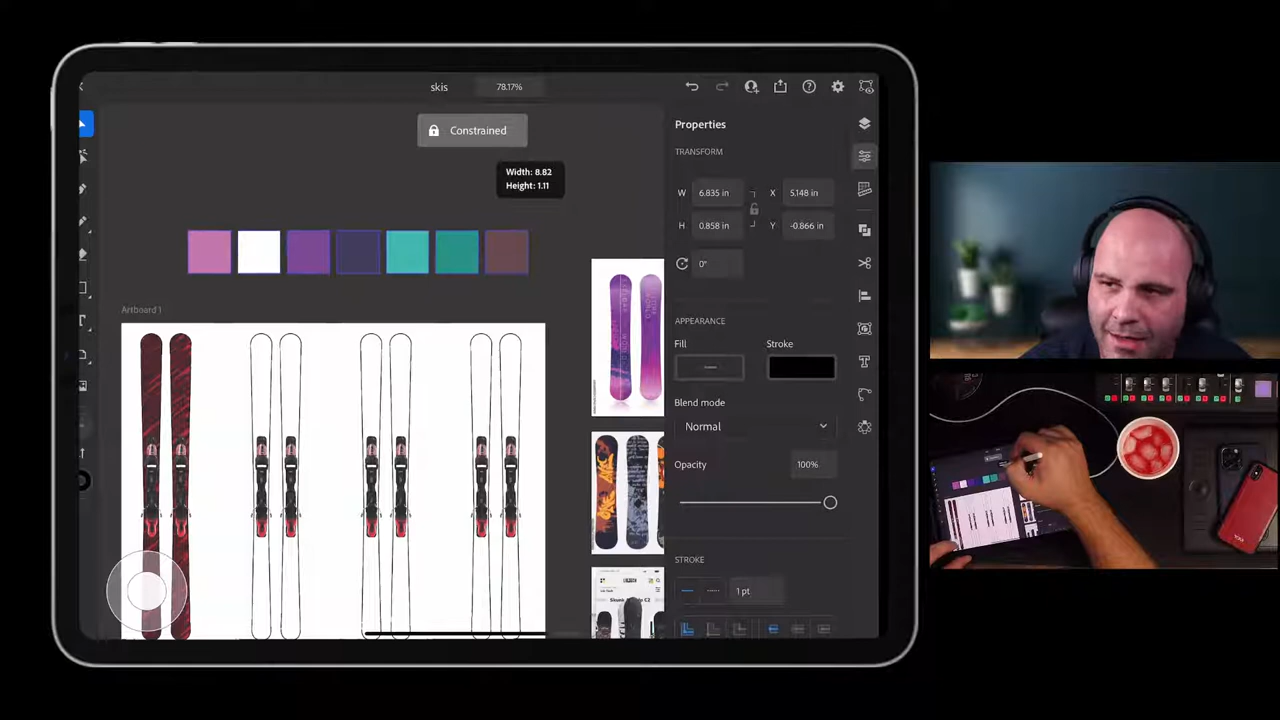 skis
78.17%
Constrained
Width: 8.82
Height: 1.11
Artboard 1
Properties
TRANSFORM
W
6.835 in
X
5.148 in
H
0.858 in
Y
-0.866 in
0°
APPEARANCE
Fill
Stroke
Blend mode
Normal
Opacity
100%
STROKE
1 pt